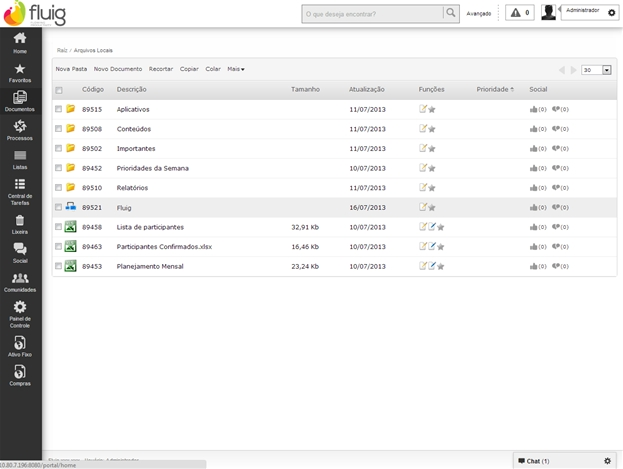 fluig
O que deseja encontrar?
Avançado
0
Administrador
Home
Favoritos
Documentos
Processos
Listas
Central de
Tarefas
Lixeira
Social
Comunidades
Painel de
Controle
Ativo Fixo
Compras
Raiz / Arquivos Locais
Nova Pasta Novo Documento Recortar Copiar Colar Mais
30
Código Descrição Tamanho Atualização Funções Prioridade Social
89515 Aplicativos 11/07/2013 (0) (0)
89508 Conteúdos 11/07/2013 (0) (0)
89502 Importantes 11/07/2013 (0) (0)
89452 Prioridades da Semana 10/07/2013 (0) (0)
89510 Relatórios 11/07/2013 (0) (0)
89521 Fluig 16/07/2013 (0) (0)
89458 Lista de participantes 32,91 Kb 10/07/2013 (0) (0)
89463 Participantes Confirmados.xlsx 16,46 Kb 10/07/2013 (0) (0)
89453 Planejamento Mensal 23,24 Kb 10/07/2013 (0) (0)
Chat (1)
10.80.7.196:8080/portal/home